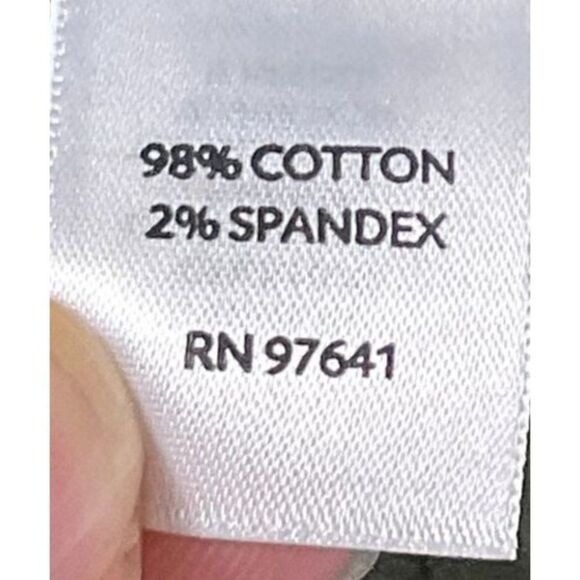 98% COTTON
2% SPANDEX
RN 97641